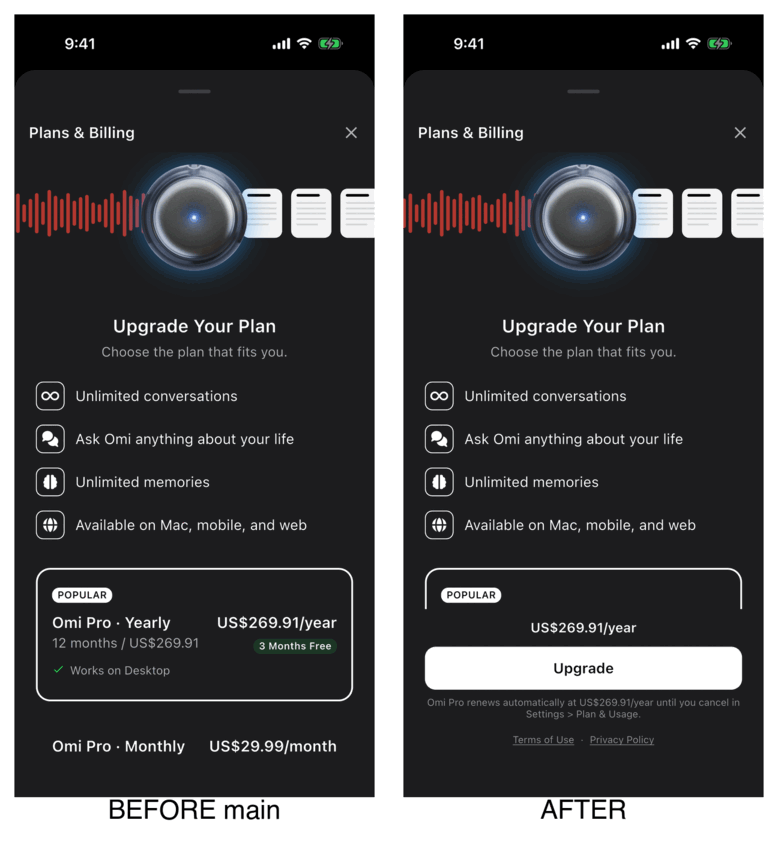 9:41
Plans & Billing
Upgrade Your Plan
Choose the plan that fits you.
Unlimited conversations
Ask Omi anything about your life
Unlimited memories
Available on Mac, mobile, and web
POPULAR
Omi Pro · Yearly US$269.91/year
12 months / US$269.91 3 Months Free
Works on Desktop
Omi Pro · Monthly US$29.99/month
BEFORE main
9:41
Plans & Billing
Upgrade Your Plan
Choose the plan that fits you.
Unlimited conversations
Ask Omi anything about your life
Unlimited memories
Available on Mac, mobile, and web
POPULAR
US$269.91/year
Upgrade
Omi Pro renews automatically at US$269.91/year until you cancel in
Settings > Plan & Usage.
Terms of Use · Privacy Policy
AFTER